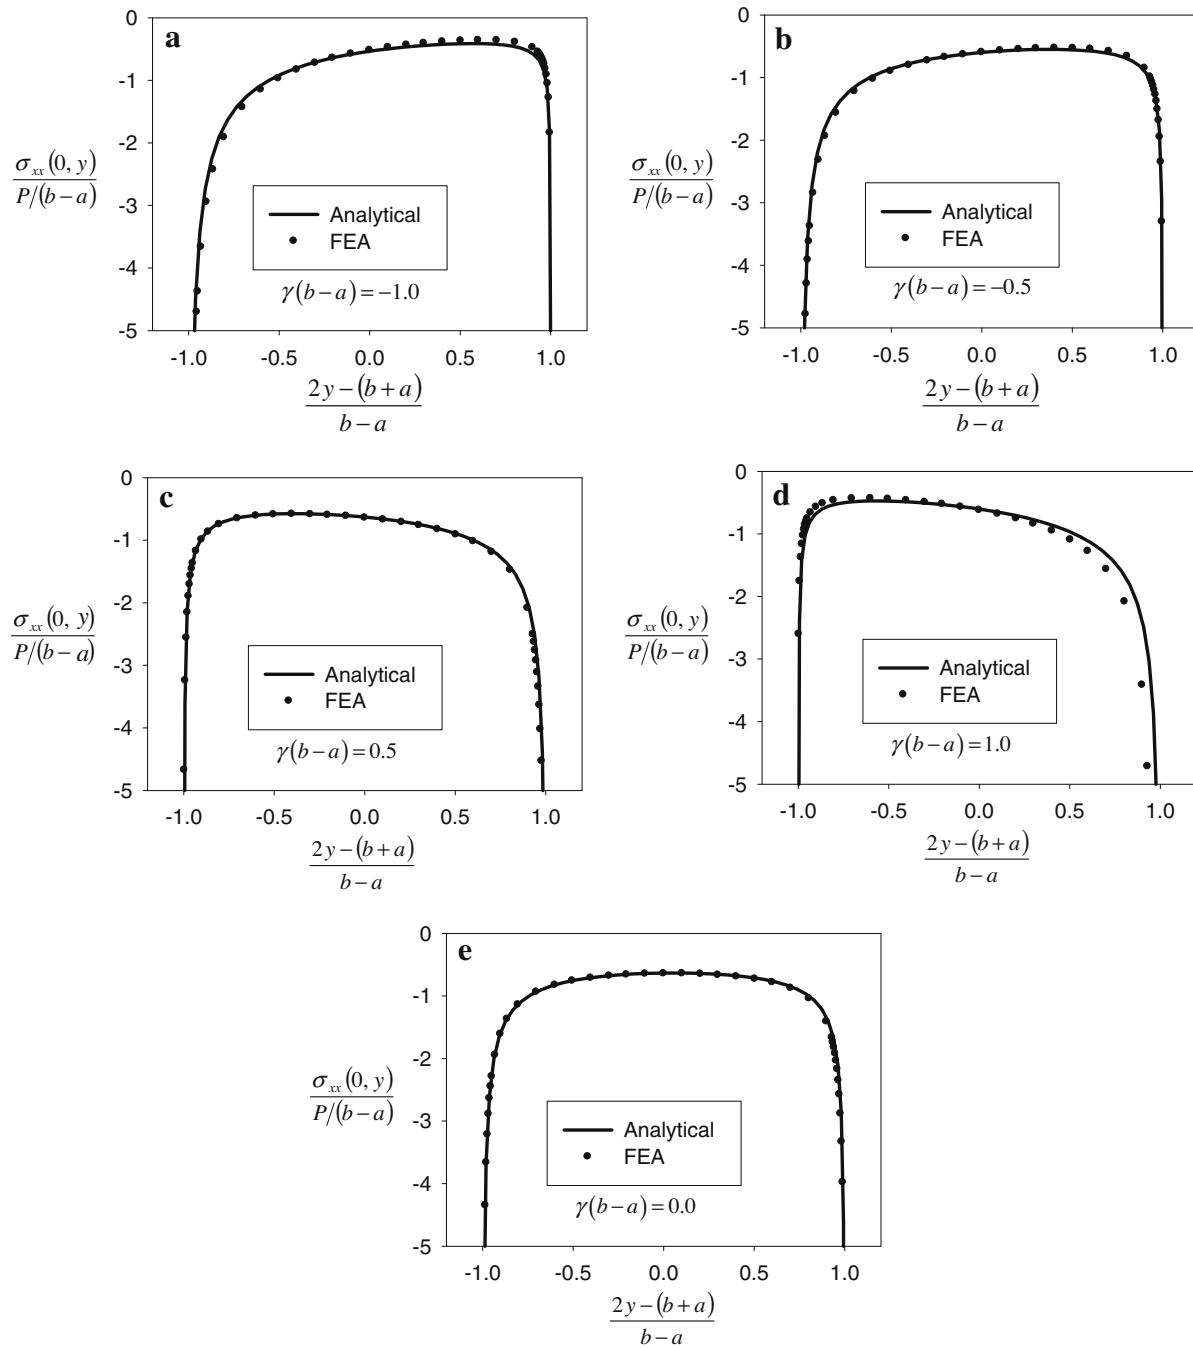 a
0
-1
-2
-3
-4
-5
σxx(0, y)
P/(b−a)
Analytical
FEA
γ(b−a)=−1.0
-1.0 -0.5 0.0 0.5 1.0
2y−(b+a)
b−a
b
0
-1
-2
-3
-4
-5
σxx(0, y)
P/(b−a)
Analytical
FEA
γ(b−a)=−0.5
-1.0 -0.5 0.0 0.5 1.0
2y−(b+a)
b−a
c
0
-1
-2
-3
-4
-5
σxx(0, y)
P/(b−a)
Analytical
FEA
γ(b−a)=0.5
-1.0 -0.5 0.0 0.5 1.0
2y−(b+a)
b−a
d
0
-1
-2
-3
-4
-5
σxx(0, y)
P/(b−a)
Analytical
FEA
γ(b−a)=1.0
-1.0 -0.5 0.0 0.5 1.0
2y−(b+a)
b−a
e
0
-1
-2
-3
-4
-5
σxx(0, y)
P/(b−a)
Analytical
FEA
γ(b−a)=0.0
-1.0 -0.5 0.0 0.5 1.0
2y−(b+a)
b−a